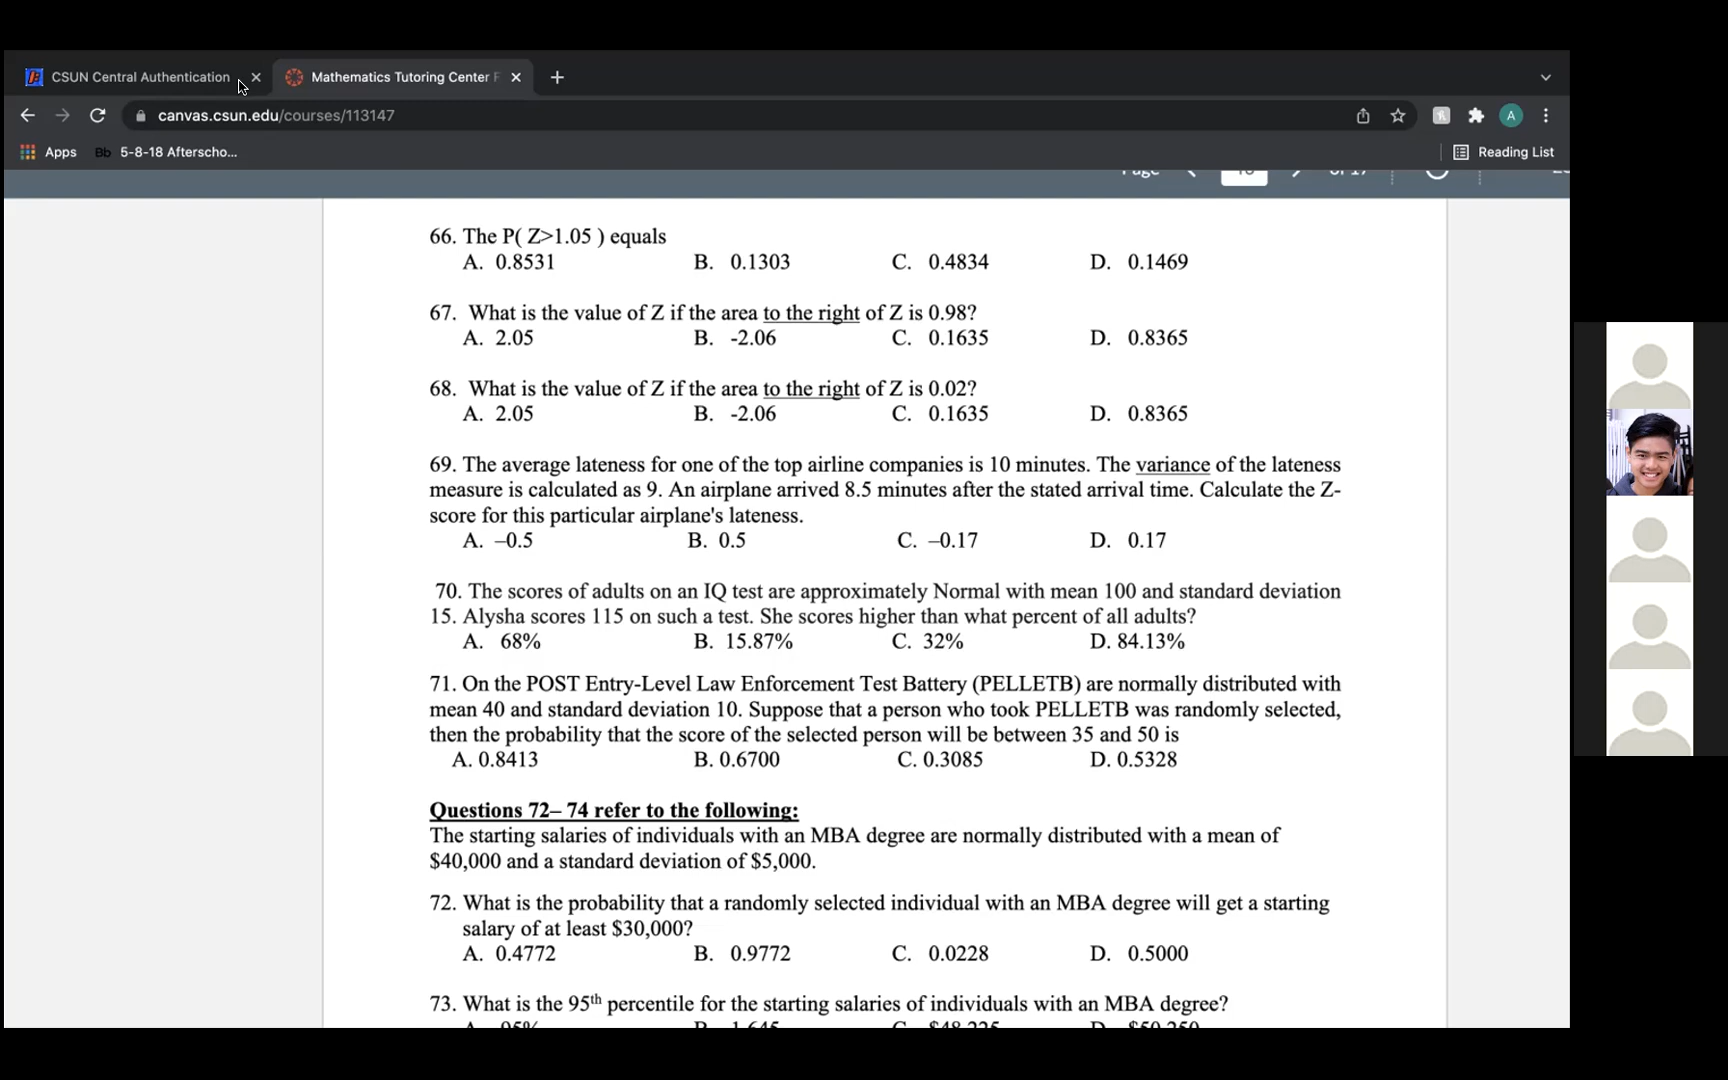 CSUN Central Authentication
Mathematics Tutoring Center F
canvas.csun.edu/courses/113147
A
Apps
Bb 5-8-18 Afterscho...
Reading List
Page
of 17
66. The P( Z>1.05 ) equals
A. 0.8531 B. 0.1303 C. 0.4834 D. 0.1469
67. What is the value of Z if the area to the right of Z is 0.98?
A. 2.05 B. -2.06 C. 0.1635 D. 0.8365
68. What is the value of Z if the area to the right of Z is 0.02?
A. 2.05 B. -2.06 C. 0.1635 D. 0.8365
69. The average lateness for one of the top airline companies is 10 minutes. The variance of the lateness
measure is calculated as 9. An airplane arrived 8.5 minutes after the stated arrival time. Calculate the Z-
score for this particular airplane's lateness.
A. –0.5 B. 0.5 C. –0.17 D. 0.17
70. The scores of adults on an IQ test are approximately Normal with mean 100 and standard deviation
15. Alysha scores 115 on such a test. She scores higher than what percent of all adults?
A. 68% B. 15.87% C. 32% D. 84.13%
71. On the POST Entry-Level Law Enforcement Test Battery (PELLETB) are normally distributed with
mean 40 and standard deviation 10. Suppose that a person who took PELLETB was randomly selected,
then the probability that the score of the selected person will be between 35 and 50 is
A. 0.8413 B. 0.6700 C. 0.3085 D. 0.5328
Questions 72– 74 refer to the following:
The starting salaries of individuals with an MBA degree are normally distributed with a mean of
$40,000 and a standard deviation of $5,000.
72. What is the probability that a randomly selected individual with an MBA degree will get a starting
salary of at least $30,000?
A. 0.4772 B. 0.9772 C. 0.0228 D. 0.5000
73. What is the 95th percentile for the starting salaries of individuals with an MBA degree?
A. 95% B. 1.645 C. $48,225 D. $50,250